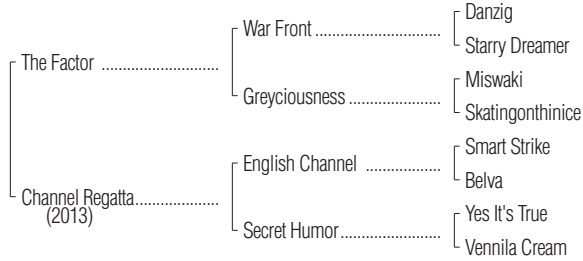 Danzig
War Front
Starry Dreamer
The Factor
Miswaki
Greyciousness
Skatingonthinice
Smart Strike
English Channel
Belva
Channel Regatta
(2013)
Yes It's True
Secret Humor
Vennila Cream